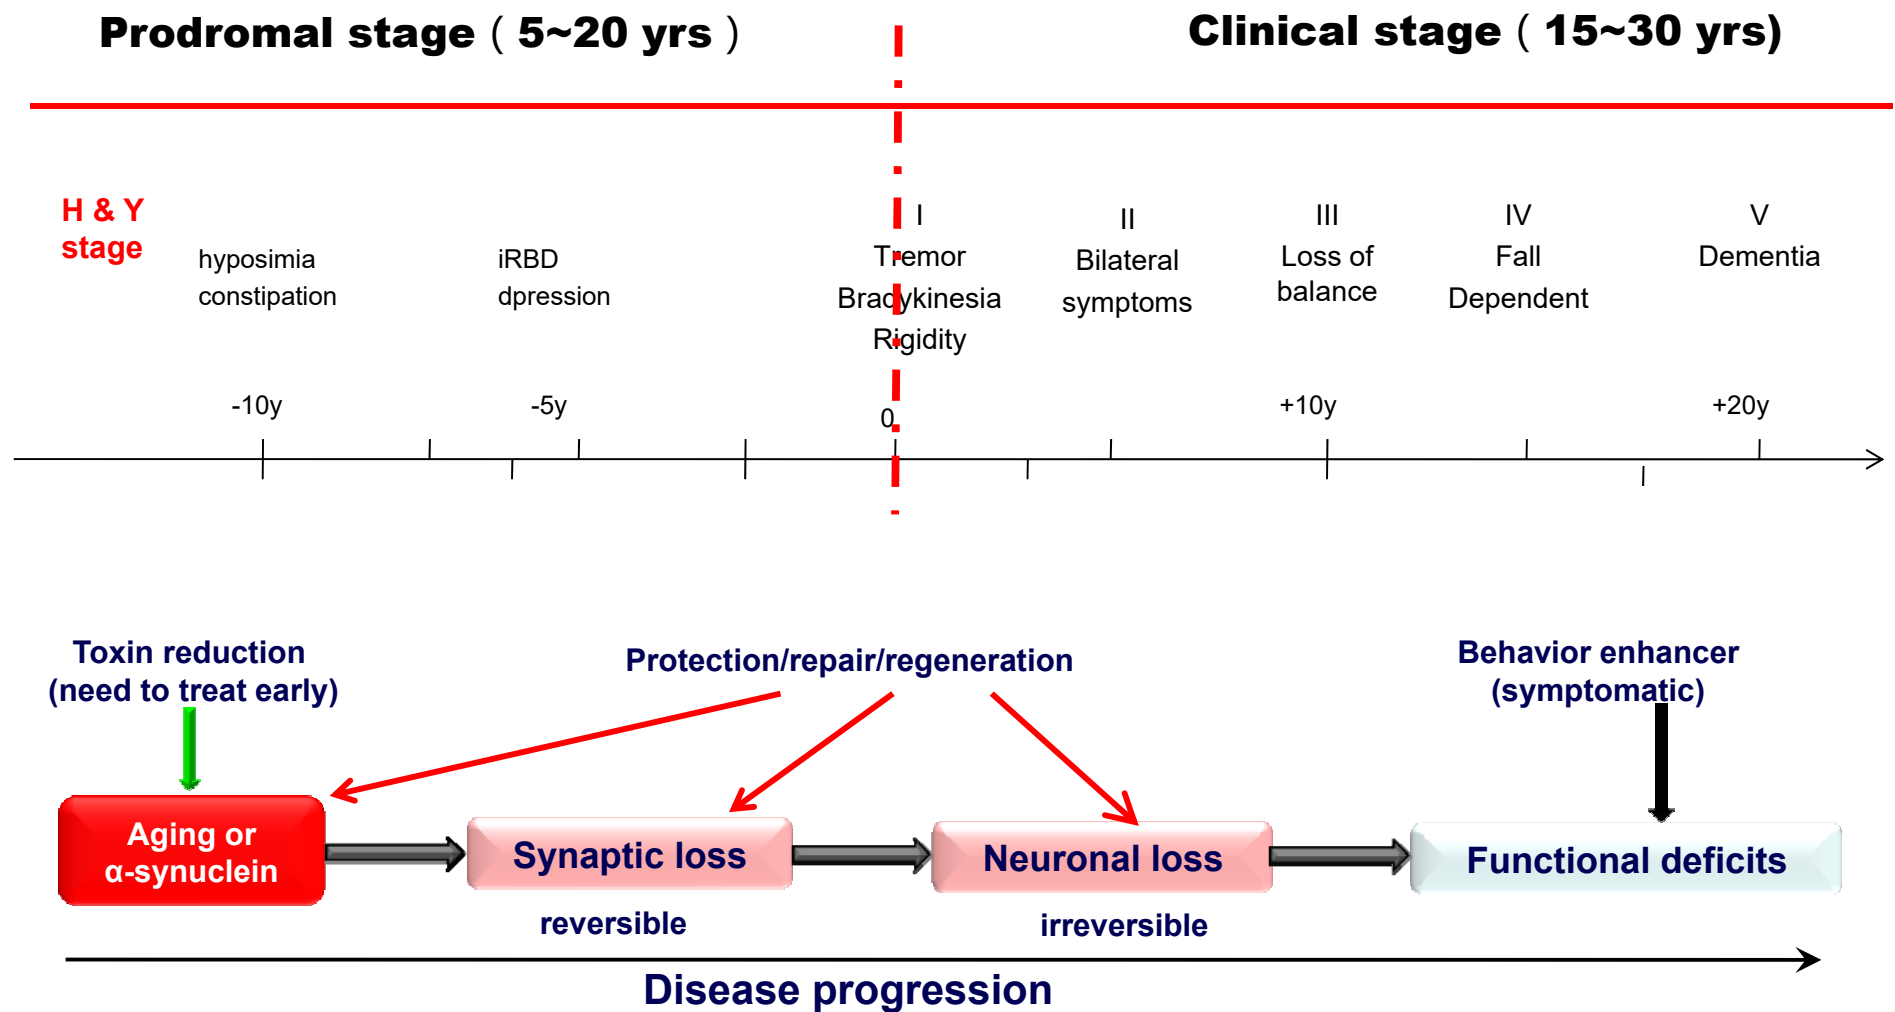 Prodromal stage ( 5~20 yrs )
Clinical stage ( 15~30 yrs)
H & Y
stage
hyposimia
constipation
iRBD
dpression
I
Tremor
Bradykinesia
Rigidity
II
Bilateral
symptoms
III
Loss of
balance
IV
Fall
Dependent
V
Dementia
-10y
-5y
0
+10y
+20y
Toxin reduction
(need to treat early)
Protection/repair/regeneration
Behavior enhancer
(symptomatic)
Aging or
α-synuclein
Synaptic loss
Neuronal loss
Functional deficits
reversible
irreversible
Disease progression